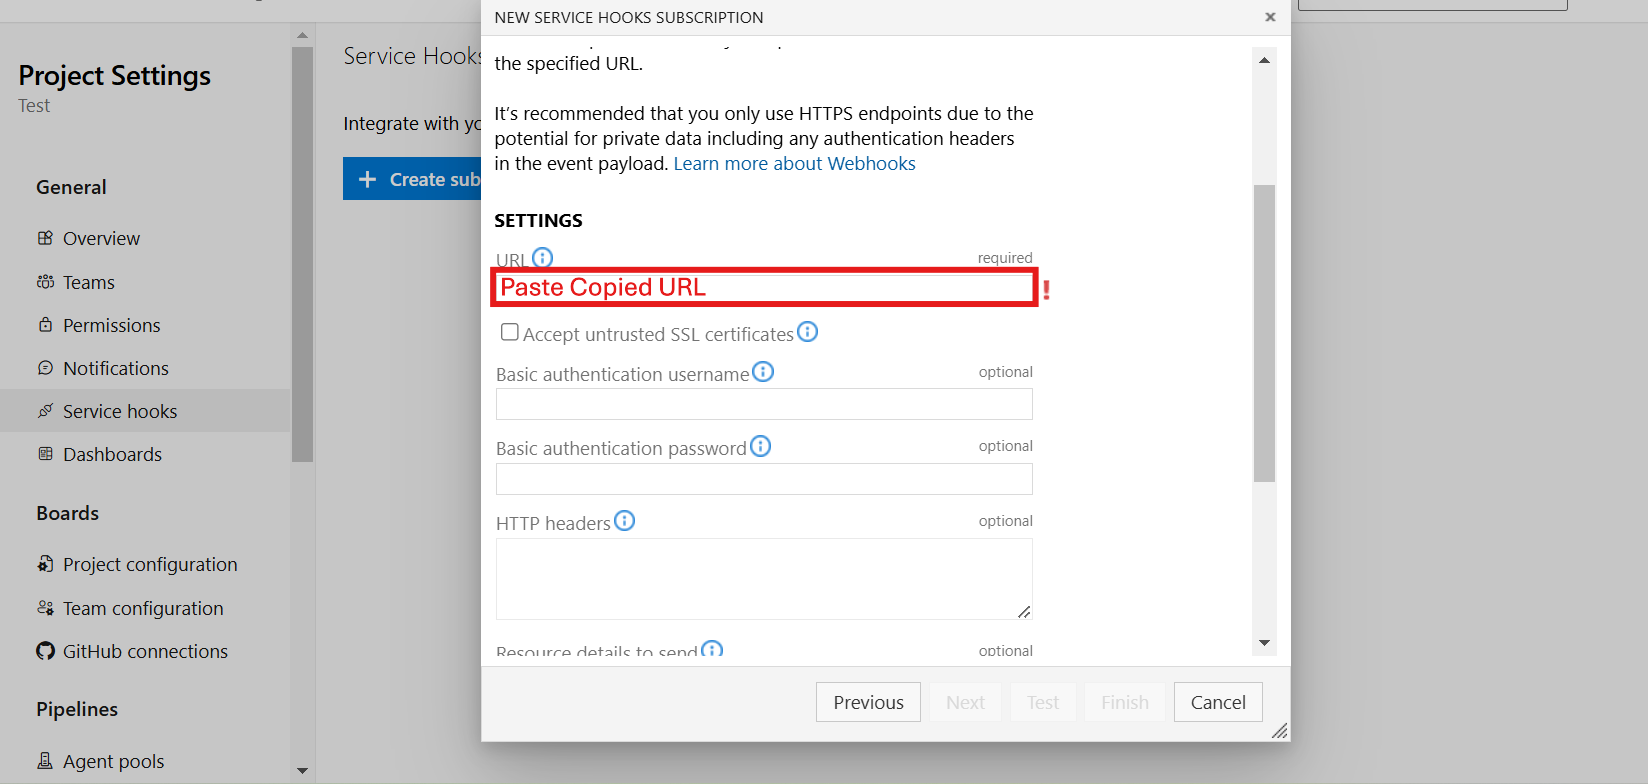 NEW SERVICE HOOKS SUBSCRIPTION
Project Settings
Test
General
Overview
Teams
Permissions
Notifications
Service hooks
Dashboards
Boards
Project configuration
Team configuration
GitHub connections
Pipelines
Agent pools
Service Hooks
Integrate with
Create
the specified URL.
It's recommended that you only use HTTPS endpoints due to the
potential for private data including any authentication headers
in the event payload. Learn more about Webhooks
SETTINGS
URL required
Paste Copied URL
!
Accept untrusted SSL certificates
Basic authentication username optional
Basic authentication password optional
HTTP headers optional
Resource details to send optional
Previous Next Test Finish Cancel